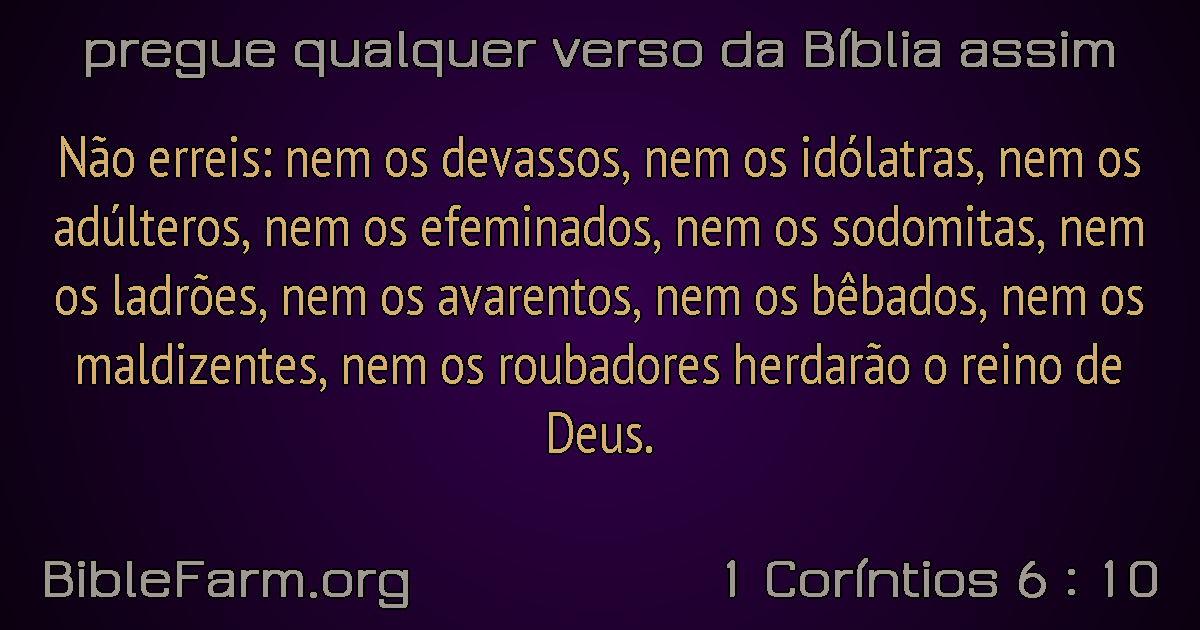 pregue qualquer verso da Bíblia assim
Não erreis: nem os devassos, nem os idólatras, nem os
adúlteros, nem os efeminados, nem os sodomitas, nem
os ladrões, nem os avarentos, nem os bêbados, nem os
maldizentes, nem os roubadores herdarão o reino de
Deus.
BibleFarm.org
1 Coríntios 6 : 10